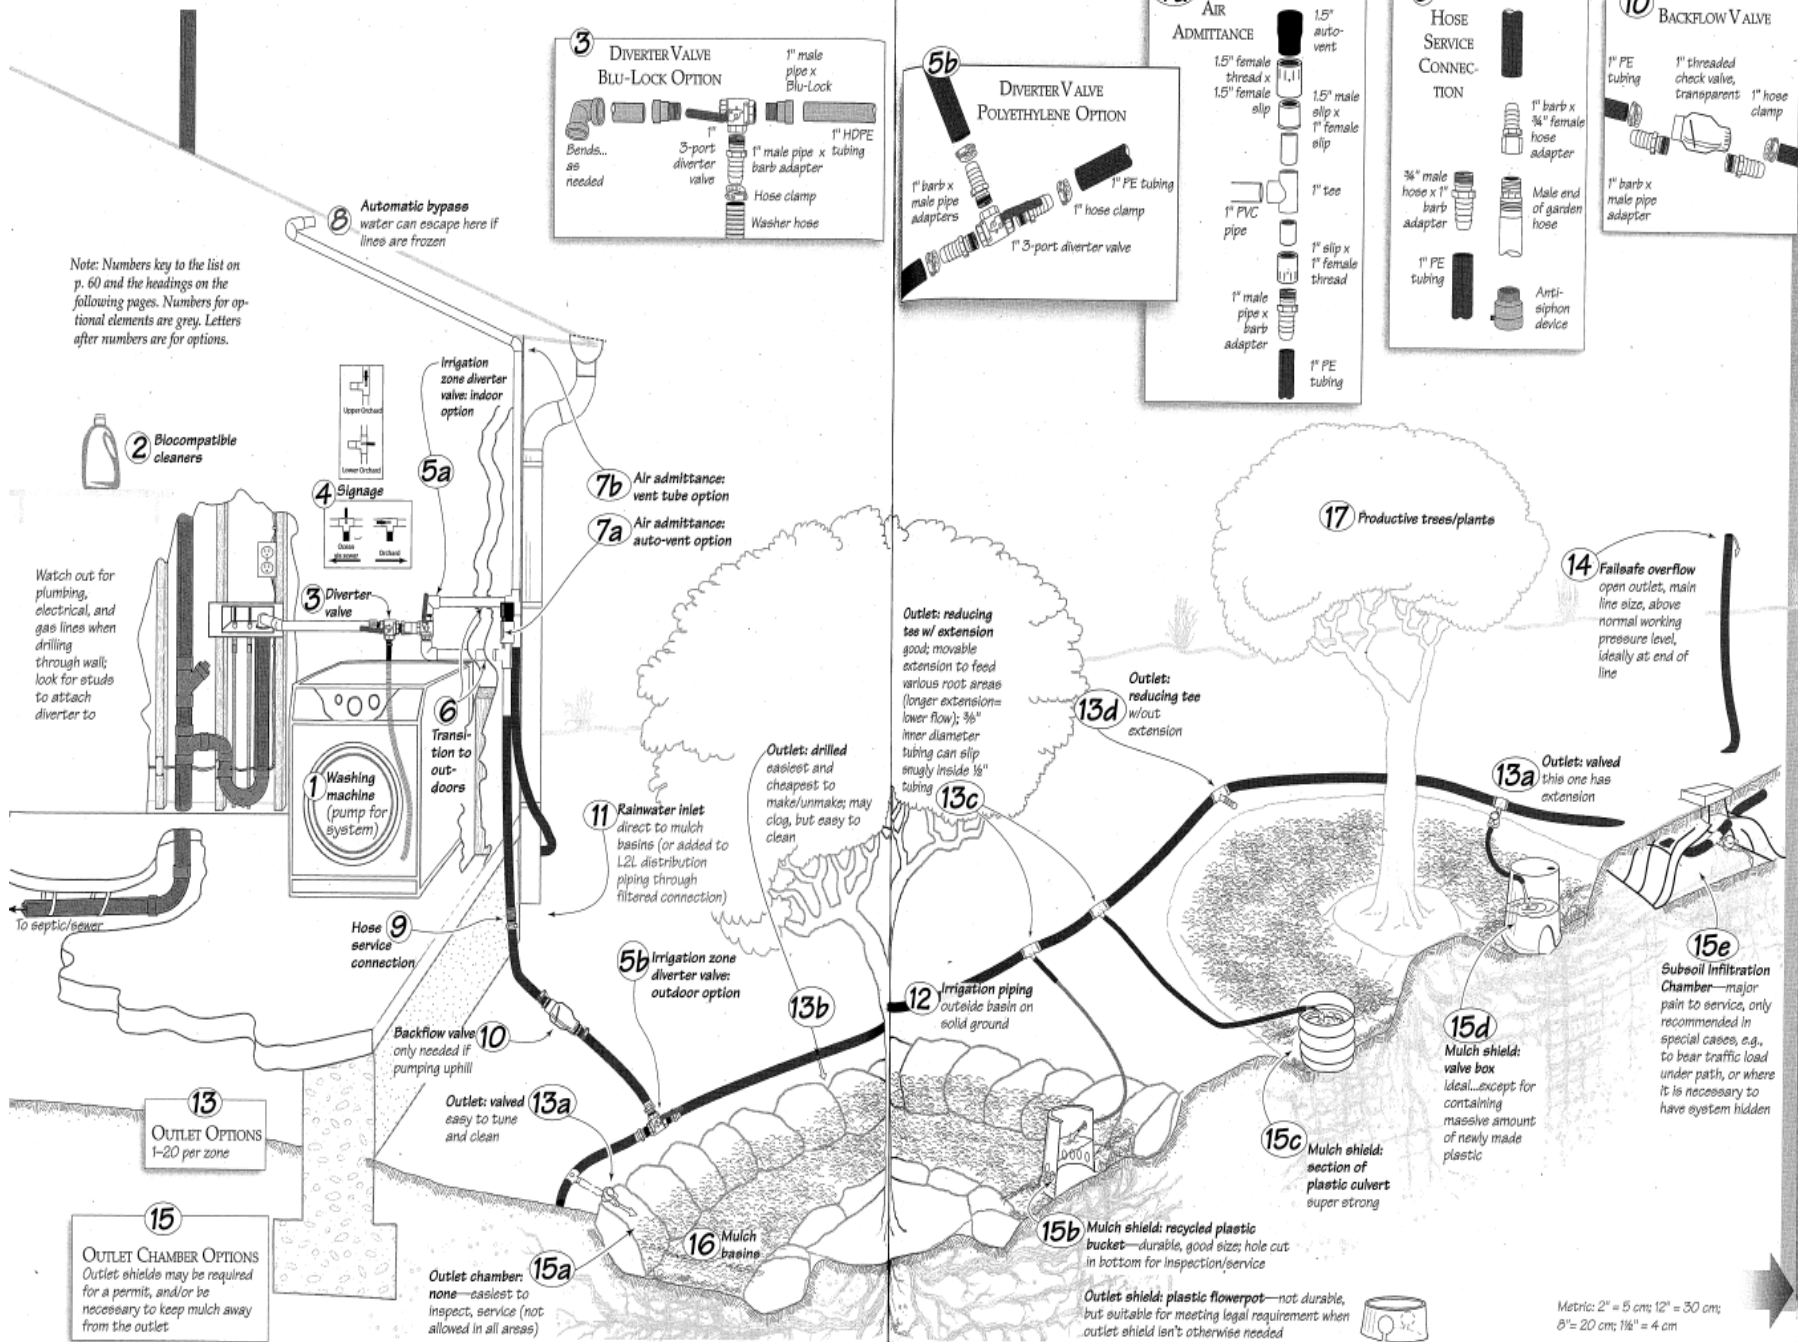 3
DIVERTER VALVE
BLU-LOCK OPTION
1" male
pipe x
Blu-Lock
Bends...
as
needed
1"
3-port
diverter
valve
1" male pipe x
barb adapter
1" HDPE
tubing
Hose clamp
Washer hose
5b
DIVERTER VALVE
POLYETHYLENE OPTION
1" barb x
male pipe
adapters
1" PE tubing
1" hose clamp
1" 3-port diverter valve
AIR
ADMITTANCE
1.5"
auto-
vent
1.5" female
thread x
1.5" female
slip
1.5" male
slip x
1" female
slip
1" tee
1" PVC
pipe
1" slip x
1" female
thread
1" male
pipe x
barb
adapter
1" PE
tubing
HOSE
SERVICE
CONNEC-
TION
1" barb x
¾" female
hose
adapter
¾" male
hose x 1"
barb
adapter
Male end
of garden
hose
1" PE
tubing
Anti-
siphon
device
10
BACKFLOW VALVE
1" PE
tubing
1" threaded
check valve,
transparent
1" hose
clamp
1" barb x
male pipe
adapter
8
Automatic bypass
water can escape here if
lines are frozen
Note: Numbers key to the list on
p. 60 and the headings on the
following pages. Numbers for op-
tional elements are grey. Letters
after numbers are for options.
2
Biocompatible
cleaners
Upper Orchard
Lower Orchard
4
Signage
Ocean
via sewer
Orchard
Irrigation
zone diverter
valve: indoor
option
5a
7b
Air admittance:
vent tube option
7a
Air admittance:
auto-vent option
Watch out for
plumbing,
electrical, and
gas lines when
drilling
through wall;
look for studs
to attach
diverter to
3
Diverter
valve
1
Washing
machine
(pump for
system)
6
Transi-
tion to
out-
doors
To septic/sewer
11
Rainwater inlet
direct to mulch
basins (or added to
L2L distribution
piping through
filtered connection)
Outlet: drilled
easiest and
cheapest to
make/unmake; may
clog, but easy to
clean
Outlet: reducing
tee w/ extension
good; movable
extension to feed
various root areas
(longer extension=
lower flow); ⅜"
inner diameter
tubing can slip
snugly inside ½"
tubing
13c
13d
Outlet:
reducing tee
w/out
extension
17
Productive trees/plants
14
Failsafe overflow
open outlet, main
line size, above
normal working
pressure level,
ideally at end of
line
13a
Outlet: valved
this one has
extension
Hose
service
connection
9
5b
Irrigation zone
diverter valve:
outdoor option
13b
12
Irrigation piping
outside basin on
solid ground
Backflow valve
only needed if
pumping uphill
10
13
OUTLET OPTIONS
1–20 per zone
Outlet: valved
easy to tune
and clean
13a
15
OUTLET CHAMBER OPTIONS
Outlet shields may be required
for a permit, and/or be
necessary to keep mulch away
from the outlet
Outlet chamber:
none—easiest to
inspect, service (not
allowed in all areas)
15a
16
Mulch
basins
15b
Mulch shield: recycled plastic
bucket—durable, good size; hole cut
in bottom for inspection/service
Outlet shield: plastic flowerpot—not durable,
but suitable for meeting legal requirement when
outlet shield isn't otherwise needed
15c
Mulch shield:
section of
plastic culvert
super strong
15d
Mulch shield:
valve box
Ideal...except for
containing
massive amount
of newly made
plastic
15e
Subsoil Infiltration
Chamber—major
pain to service, only
recommended in
special cases, e.g.,
to bear traffic load
under path, or where
it is necessary to
have system hidden
Metric: 2" = 5 cm; 12" = 30 cm;
8"= 20 cm; 1½" = 4 cm